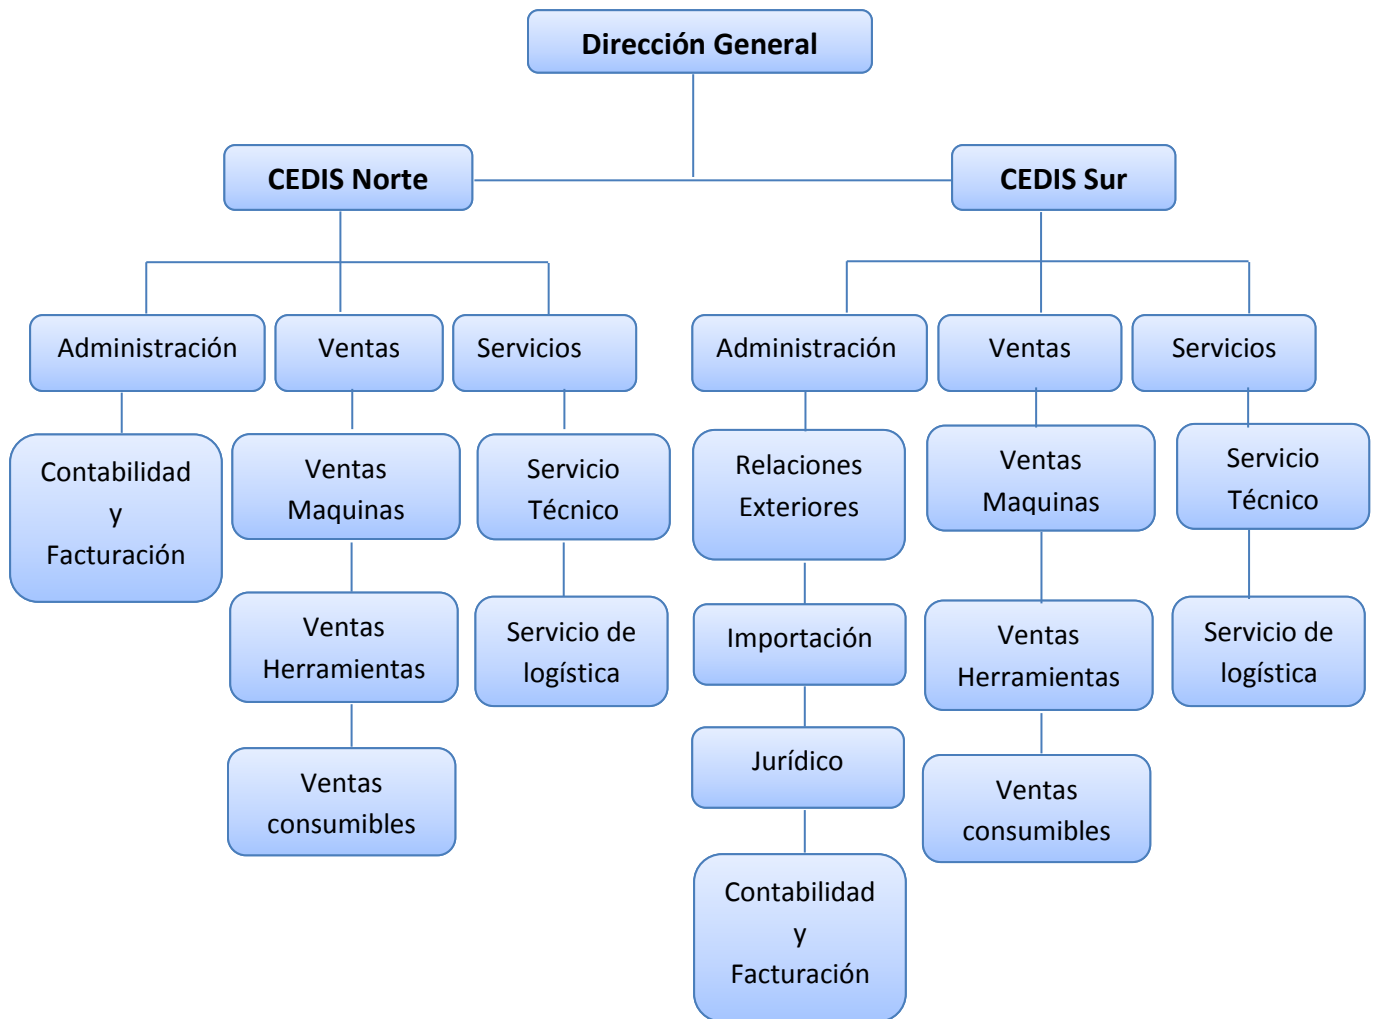 Dirección General
CEDIS Norte
CEDIS Sur
Administración
Ventas
Servicios
Administración
Ventas
Servicios
Contabilidad
y
Facturación
Ventas
Maquinas
Servicio
Técnico
Relaciones
Exteriores
Ventas
Maquinas
Servicio
Técnico
Ventas
Herramientas
Servicio de
logística
Importación
Ventas
Herramientas
Servicio de
logística
Jurídico
Ventas
consumibles
Ventas
consumibles
Contabilidad
y
Facturación